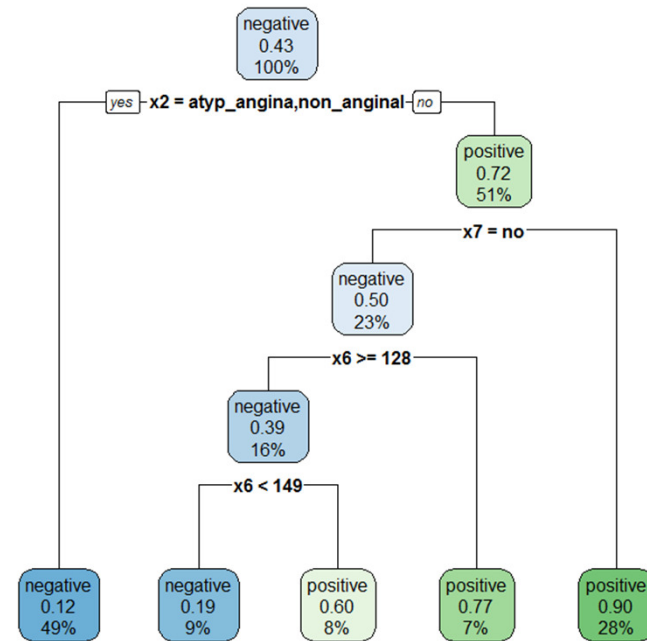 negative
0.43
100%
yes x2 = atyp_angina,non_anginal no
positive
0.72
51%
x7 = no
negative
0.50
23%
x6 >= 128
negative
0.39
16%
x6 < 149
negative
0.12
49%
negative
0.19
9%
positive
0.60
8%
positive
0.77
7%
positive
0.90
28%